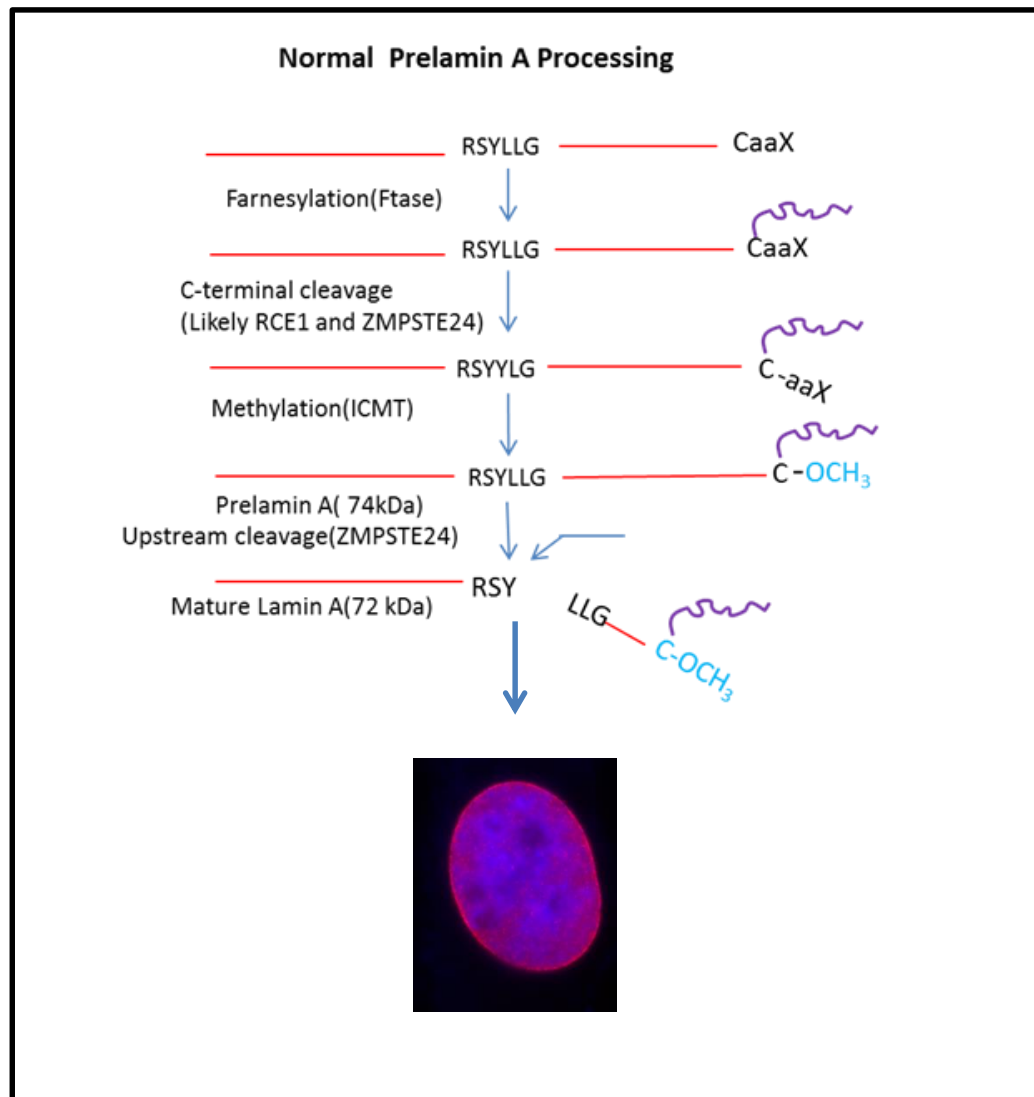 Normal Prelamin A Processing
RSYLLG CaaX
Farnesylation(Ftase)
RSYLLG CaaX
C-terminal cleavage
(Likely RCE1 and ZMPSTE24)
RSYYLG C-aaX
Methylation(ICMT)
RSYLLG C-OCH₃
Prelamin A( 74kDa)
Upstream cleavage(ZMPSTE24)
RSY
Mature Lamin A(72 kDa)
LLG
C-OCH₃